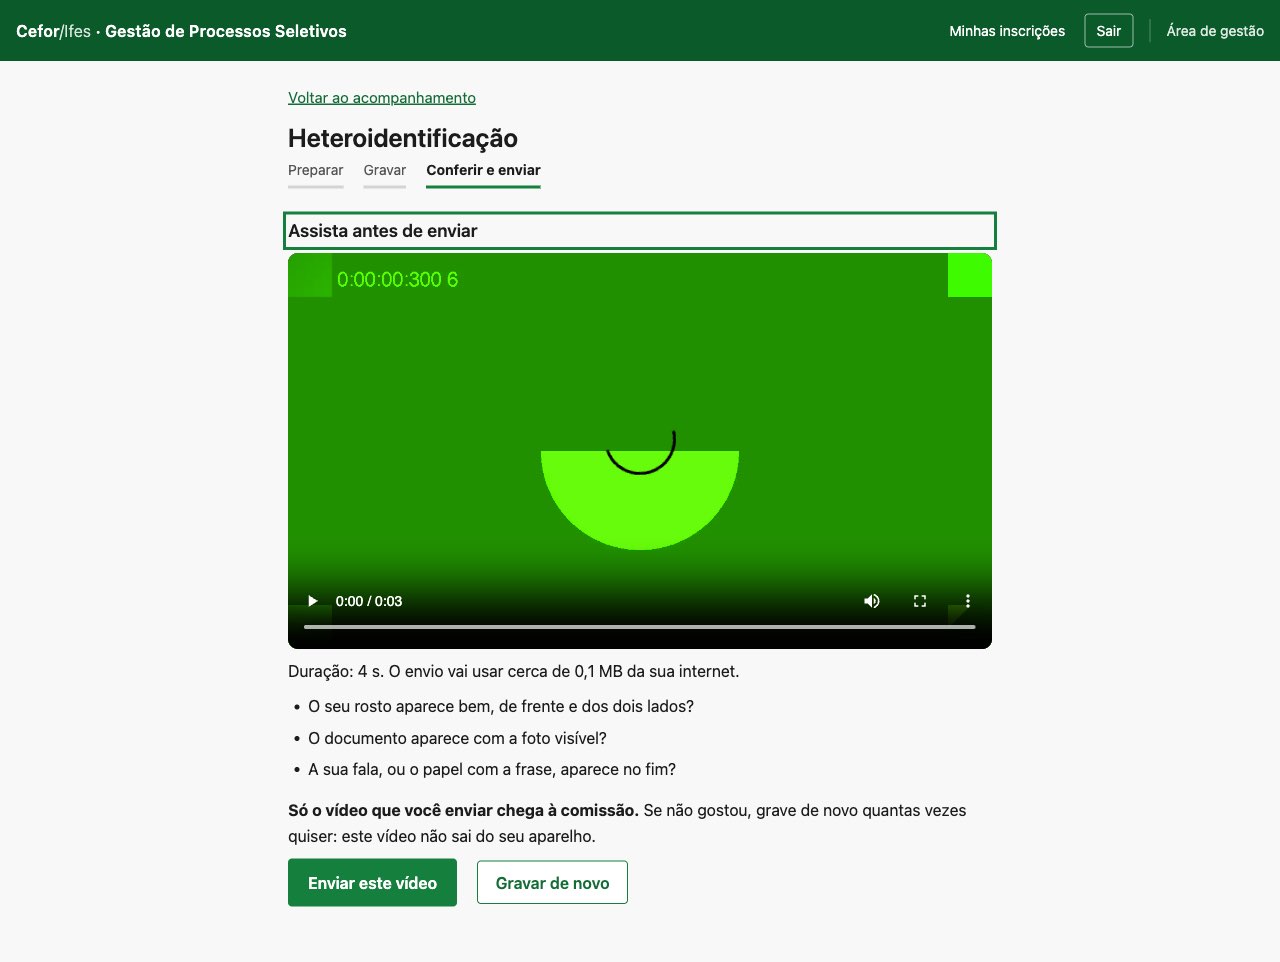 Cefor/Ifes · Gestão de Processos Seletivos
Minhas inscrições
Sair
Área de gestão
Voltar ao acompanhamento
Heteroidentificação
Preparar
Gravar
Conferir e enviar
Assista antes de enviar
0:00:00:300 6
0:00 / 0:03
Duração: 4 s. O envio vai usar cerca de 0,1 MB da sua internet.
• O seu rosto aparece bem, de frente e dos dois lados?
• O documento aparece com a foto visível?
• A sua fala, ou o papel com a frase, aparece no fim?
Só o vídeo que você enviar chega à comissão. Se não gostou, grave de novo quantas vezes
quiser: este vídeo não sai do seu aparelho.
Enviar este vídeo
Gravar de novo